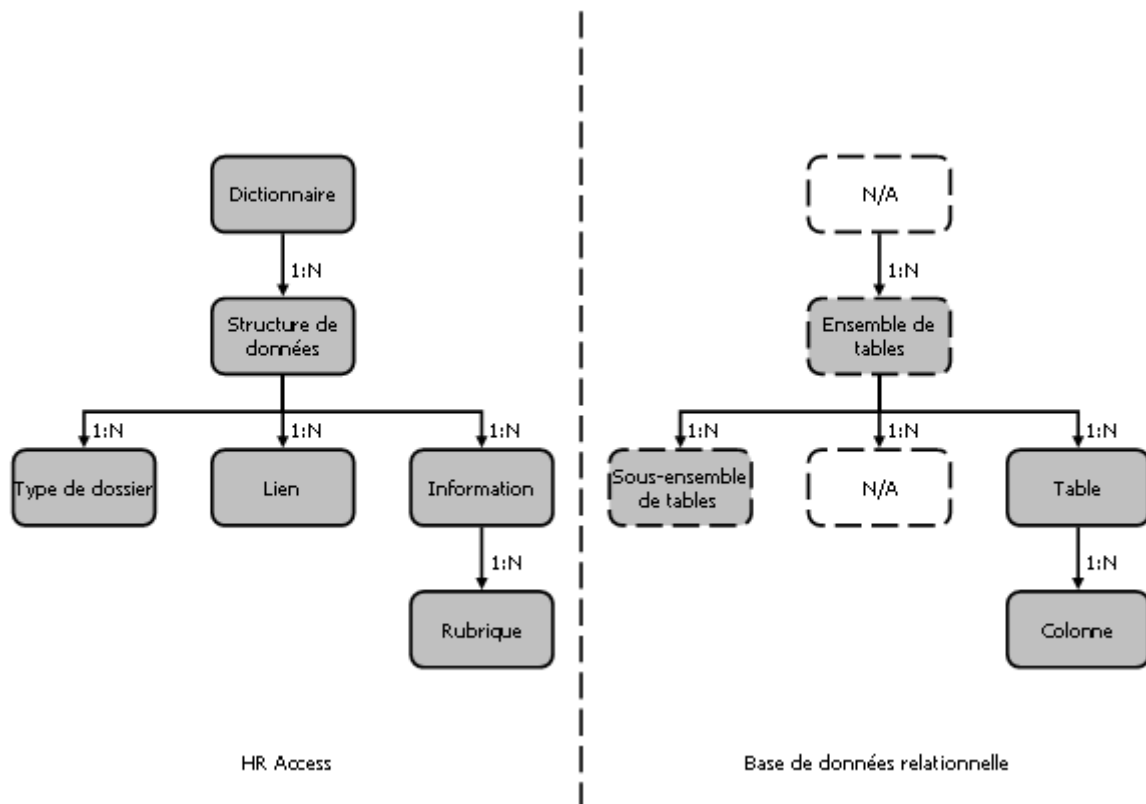 Dictionnaire
1:N
Structure de
données
1:N
1:N
1:N
Type de dossier
Lien
Information
1:N
Rubrique
HR Access
N/A
1:N
Ensemble de
tables
1:N
1:N
1:N
Sous-ensemble
de tables
N/A
Table
1:N
Colonne
Base de données relationnelle